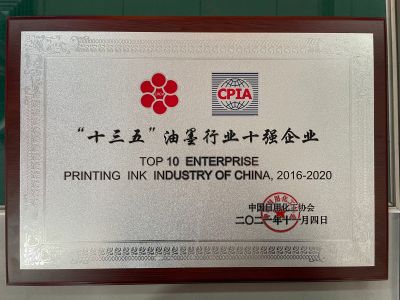 CPIA
“十三五”油墨行业十强企业
TOP 10 ENTERPRISE
PRINTING INK INDUSTRY OF CHINA, 2016-2020
中国日用化工协会
二〇二一年十一月四日